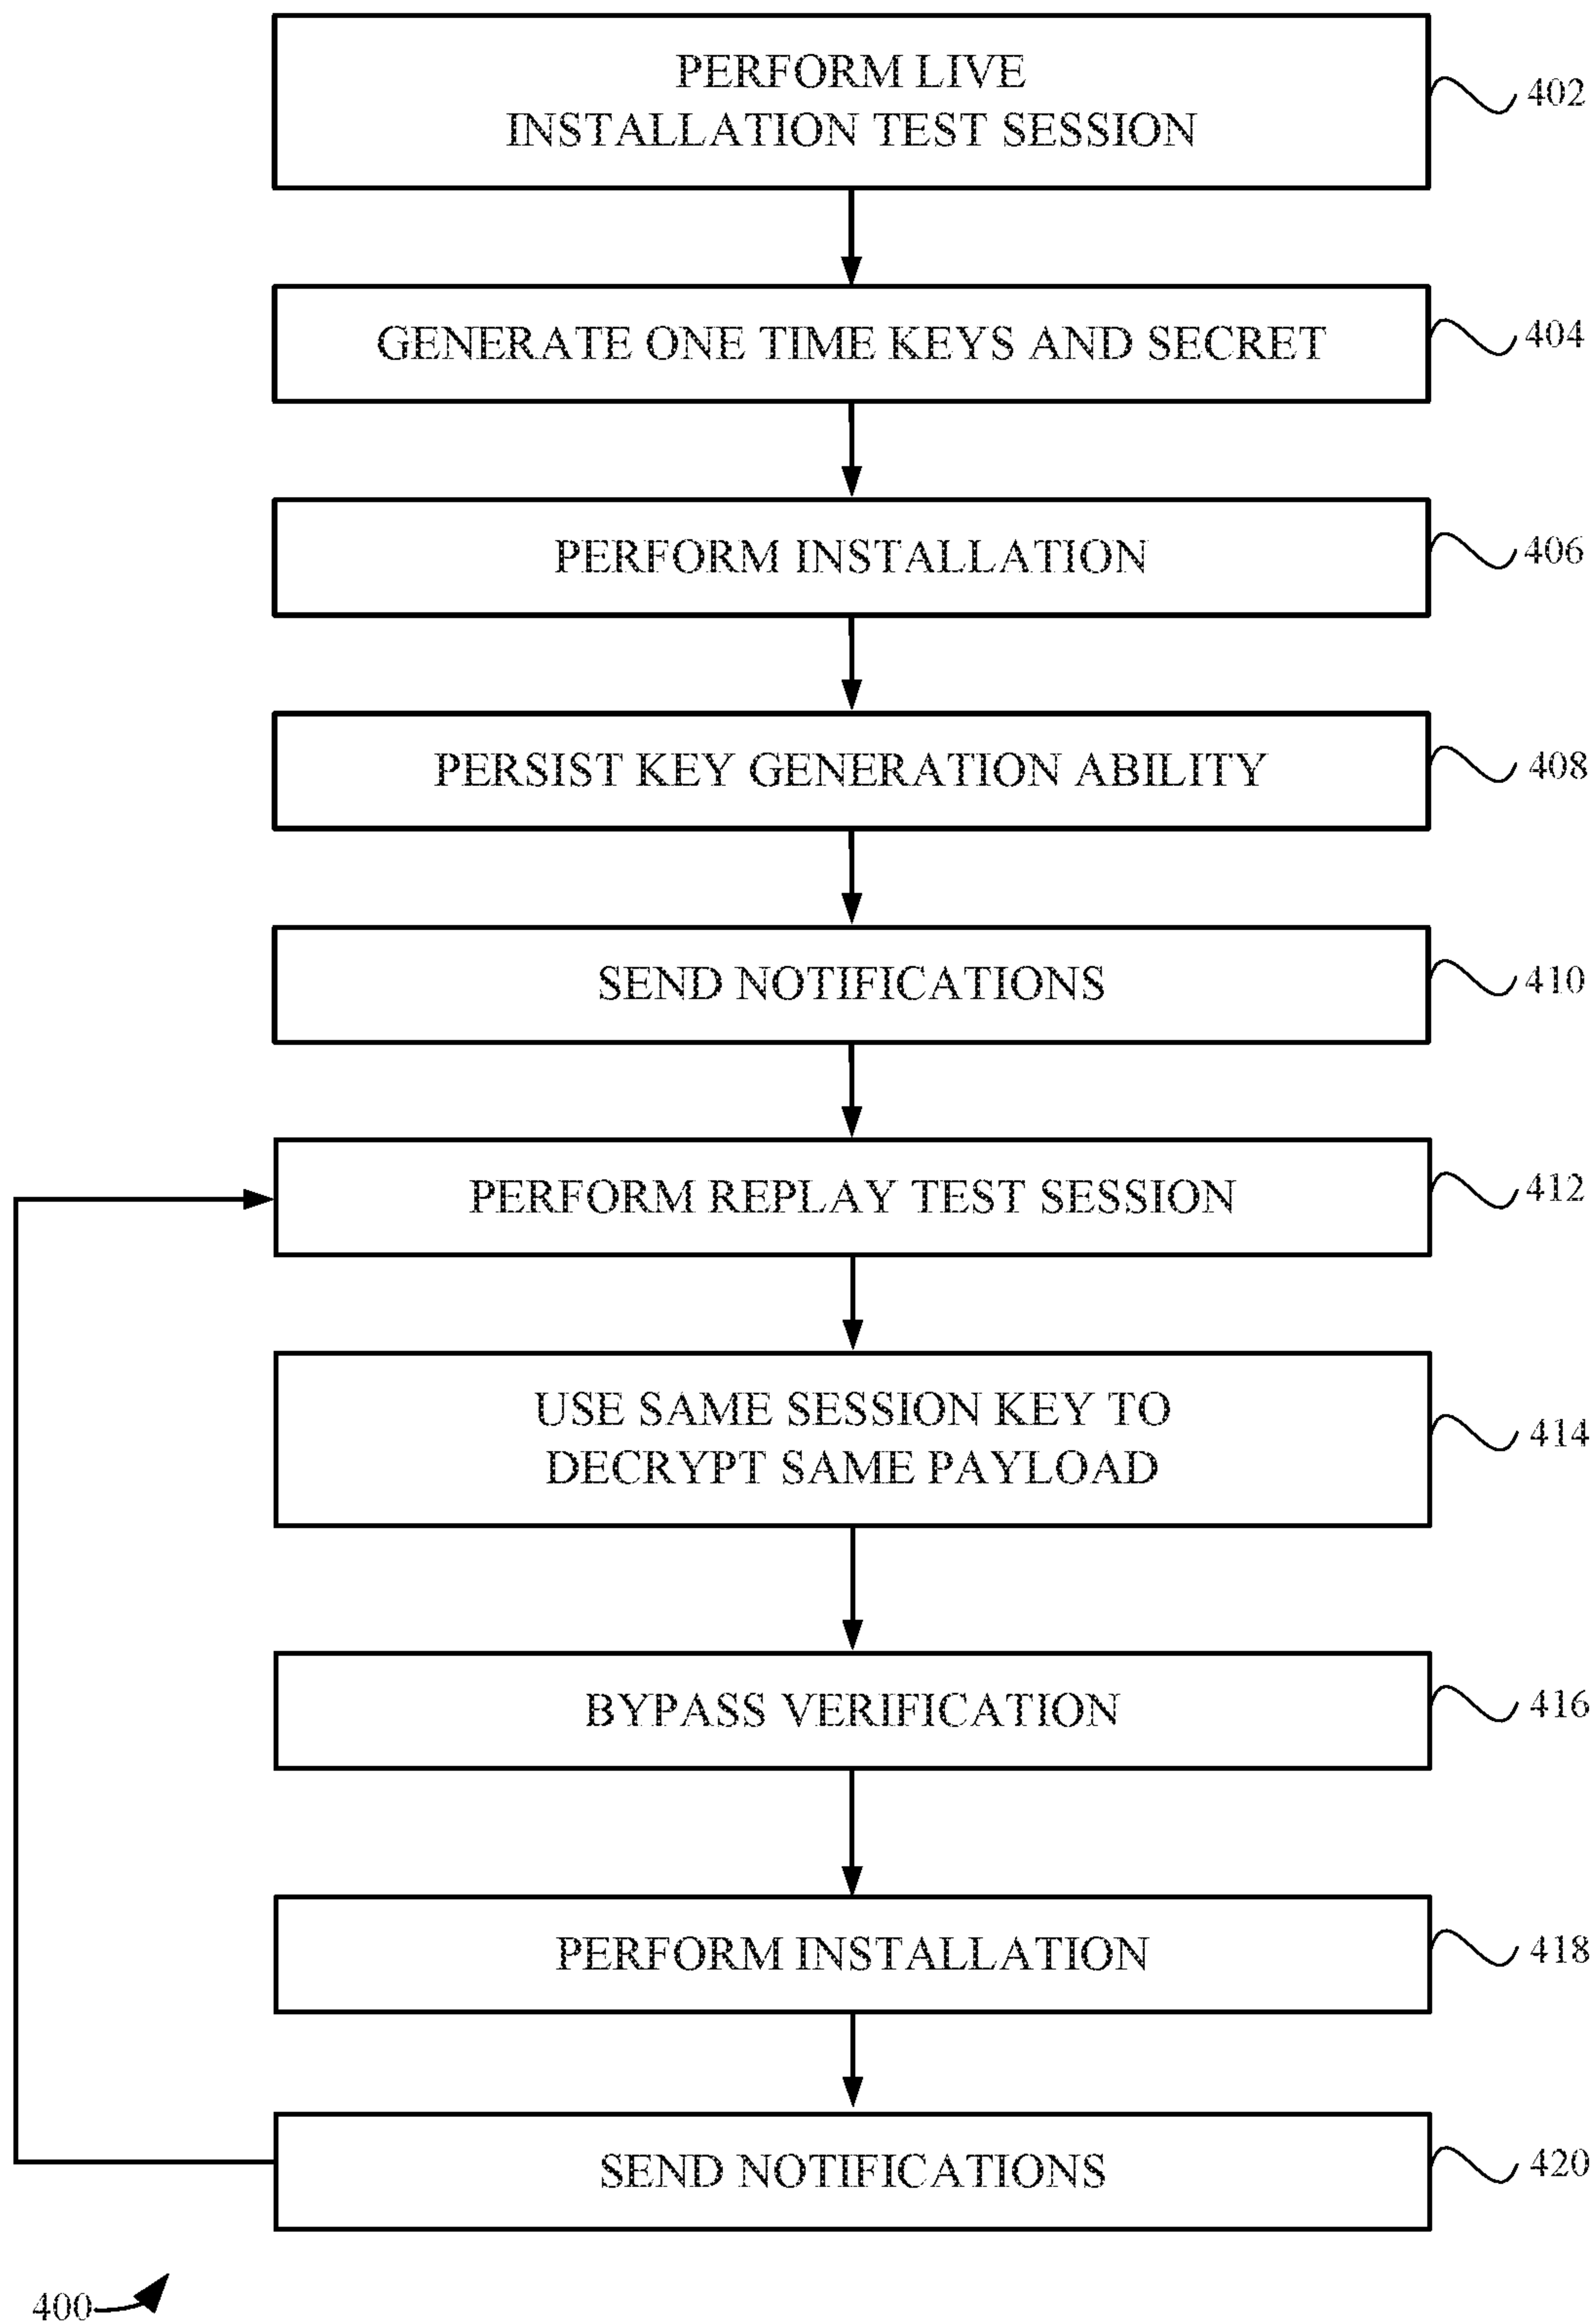 PERFORM LIVE
INSTALLATION TEST SESSION
402
GENERATE ONE TIME KEYS AND SECRET
404
PERFORM INSTALLATION
406
PERSIST KEY GENERATION ABILITY
408
SEND NOTIFICATIONS
410
PERFORM REPLAY TEST SESSION
412
USE SAME SESSION KEY TO
DECRYPT SAME PAYLOAD
414
BYPASS VERIFICATION
416
PERFORM INSTALLATION
418
SEND NOTIFICATIONS
420
400